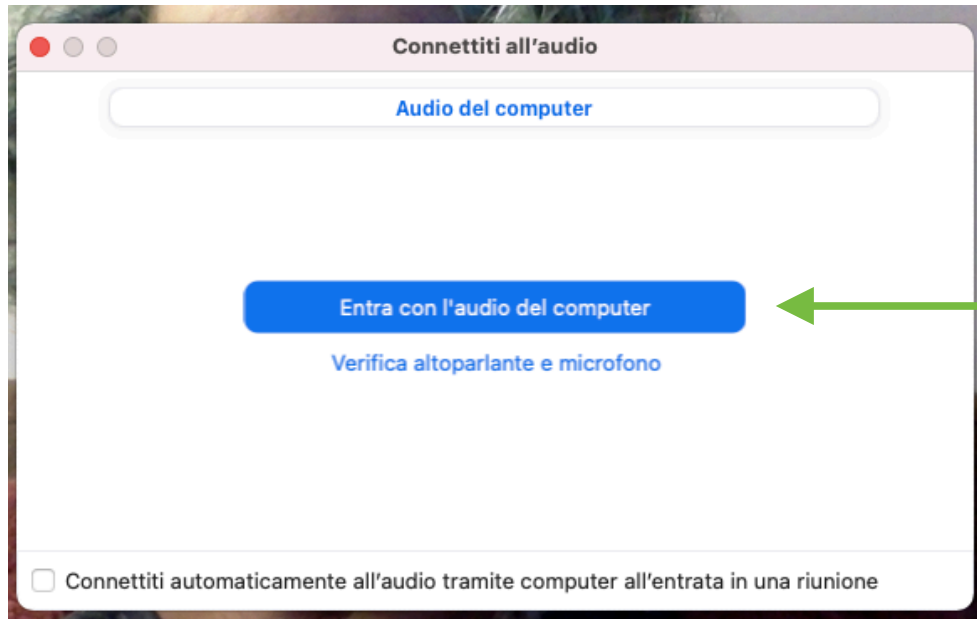 Connettiti all’audio
Audio del computer
Entra con l'audio del computer
Verifica altoparlante e microfono
Connettiti automaticamente all’audio tramite computer all’entrata in una riunione